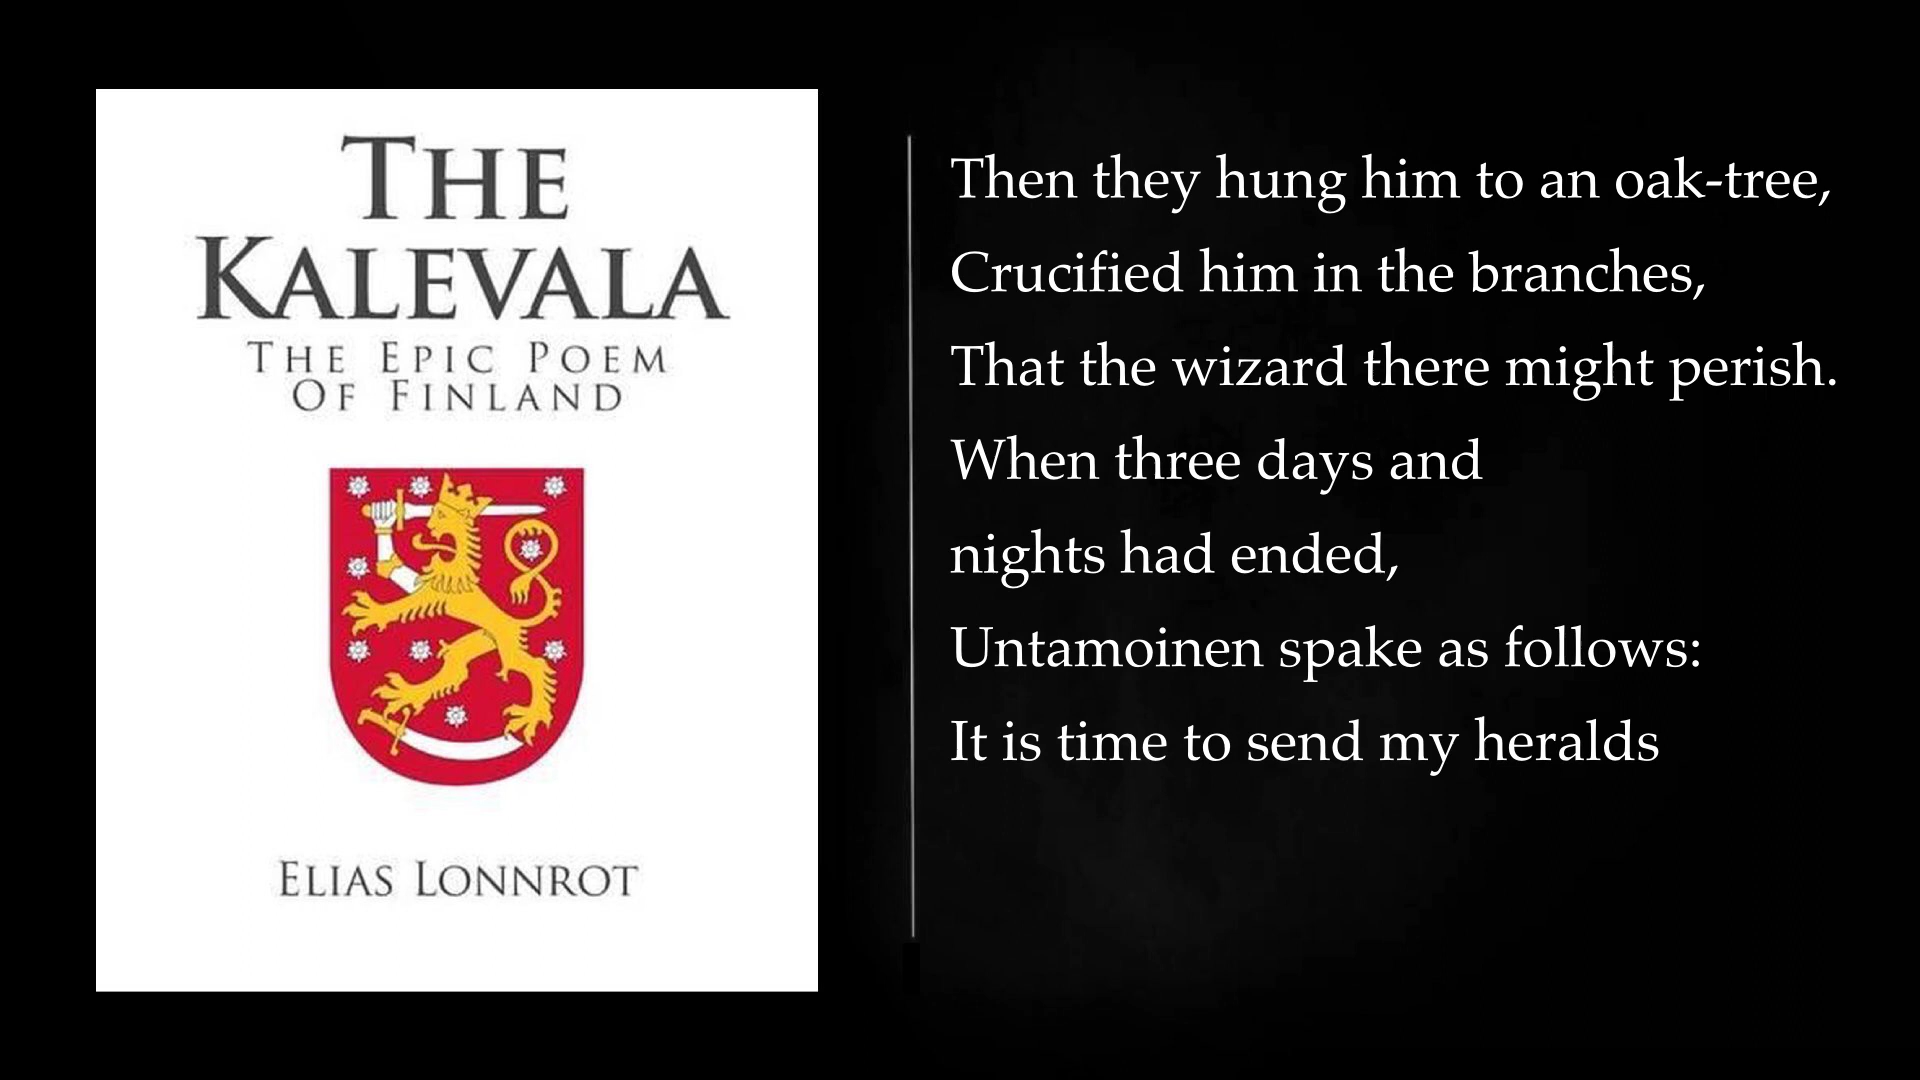 THE
KALEVALA
THE EPIC POEM
OF FINLAND
ELIAS LONNROT
Then they hung him to an oak-tree,
Crucified him in the branches,
That the wizard there might perish.
When three days and
nights had ended,
Untamoinen spake as follows:
It is time to send my heralds